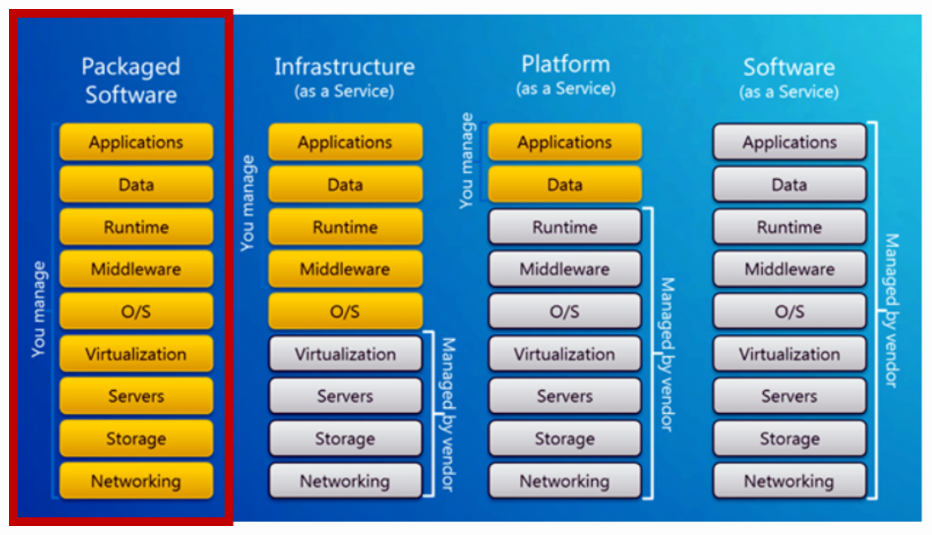 Packaged
Software
You manage
Applications
Data
Runtime
Middleware
O/S
Virtualization
Servers
Storage
Networking
Infrastructure
(as a Service)
You manage
Applications
Data
Runtime
Middleware
O/S
Virtualization
Servers
Storage
Networking
Managed by vendor
Platform
(as a Service)
You manage
Applications
Data
Runtime
Middleware
O/S
Virtualization
Servers
Storage
Networking
Managed by vendor
Software
(as a Service)
Applications
Data
Runtime
Middleware
O/S
Virtualization
Servers
Storage
Networking
Managed by vendor